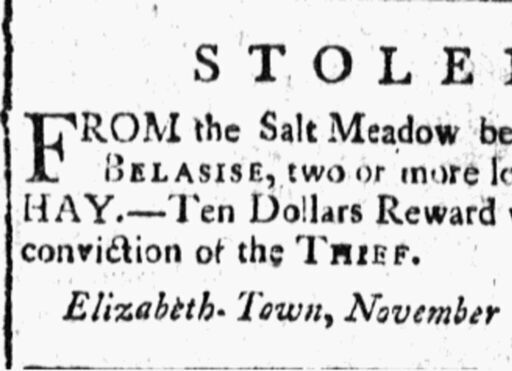 S T O L E
FROM the Salt Meadow be
BELASISE, two or more lo
HAY.—Ten Dollars Reward
conviction of the THIEF.
Elizabeth-Town, November